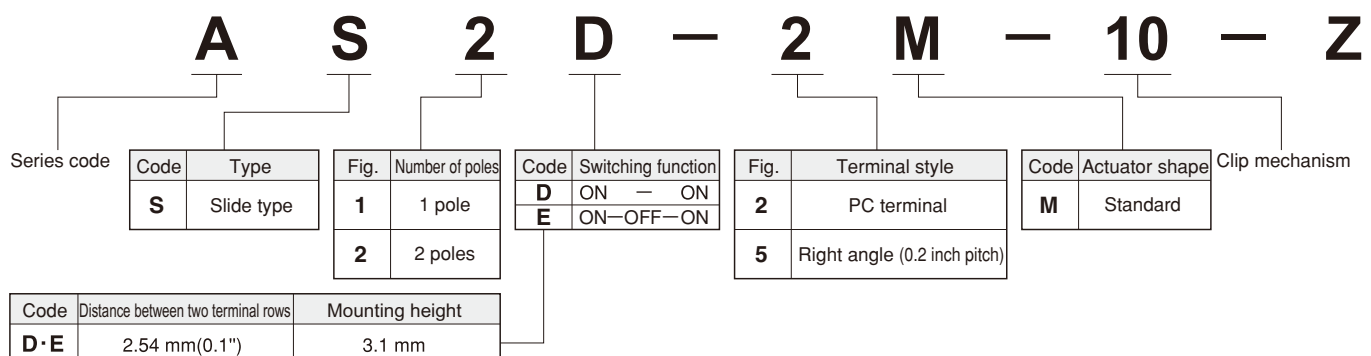 A S 2 D － 2 M － 10 － Z
Series code
Code Type
S Slide type
Fig. Number of poles
1 1 pole
2 2 poles
Code Switching function
D ON － ON
E ON－OFF－ON
Fig. Terminal style
2 PC terminal
5 Right angle (0.2 inch pitch)
Code Actuator shape
M Standard
Clip mechanism
Code Distance between two terminal rows Mounting height
D·E 2.54 mm(0.1") 3.1 mm